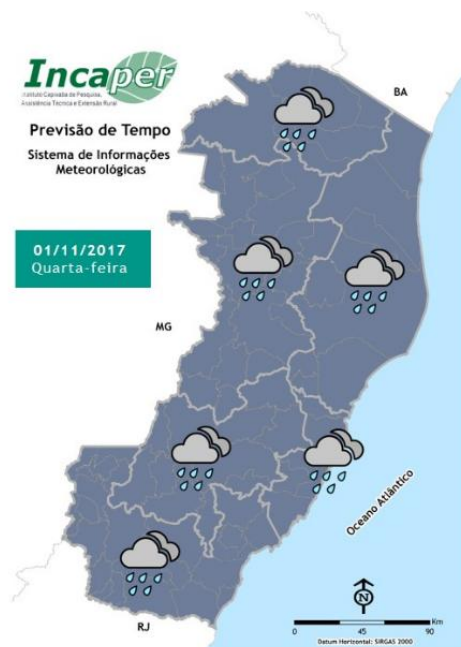 Incaper
Instituto Capixaba de Pesquisa,
Assistência Técnica e Extensão Rural
Previsão de Tempo
Sistema de Informações
Meteorológicas
01/11/2017
Quarta-feira
BA
MG
Oceano Atlântico
RJ
N
Km
0 45 90
Datum Horizontal: SIRGAS 2000